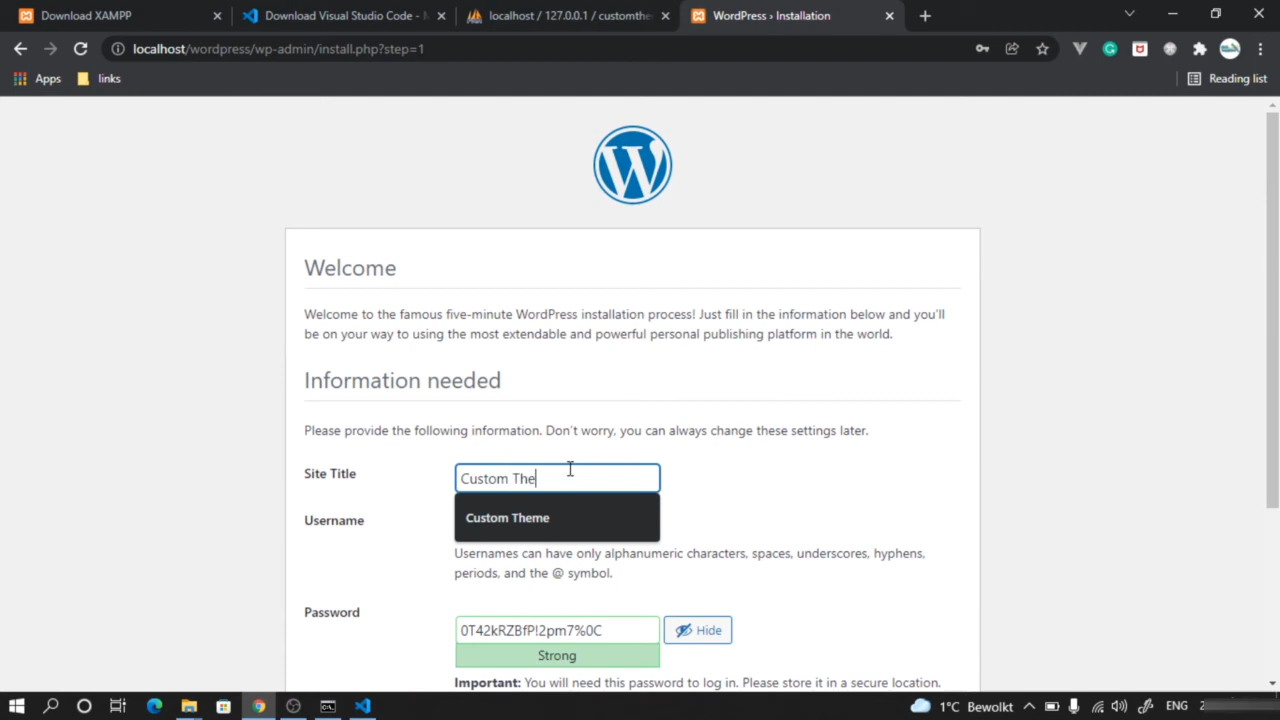 Download XAMPP
Download Visual Studio Code - M
localhost / 127.0.0.1 / customthe
WordPress › Installation
localhost/wordpress/wp-admin/install.php?step=1
Apps
links
Reading list
Welcome
Welcome to the famous five-minute WordPress installation process! Just fill in the information below and you'll
be on your way to using the most extendable and powerful personal publishing platform in the world.
Information needed
Please provide the following information. Don't worry, you can always change these settings later.
Site Title
Custom The
Custom Theme
Username
Usernames can have only alphanumeric characters, spaces, underscores, hyphens,
periods, and the @ symbol.
Password
0T42kRZBfP!2pm7%0C
Hide
Strong
Important: You will need this password to log in. Please store it in a secure location.
1°C Bewolkt
ENG